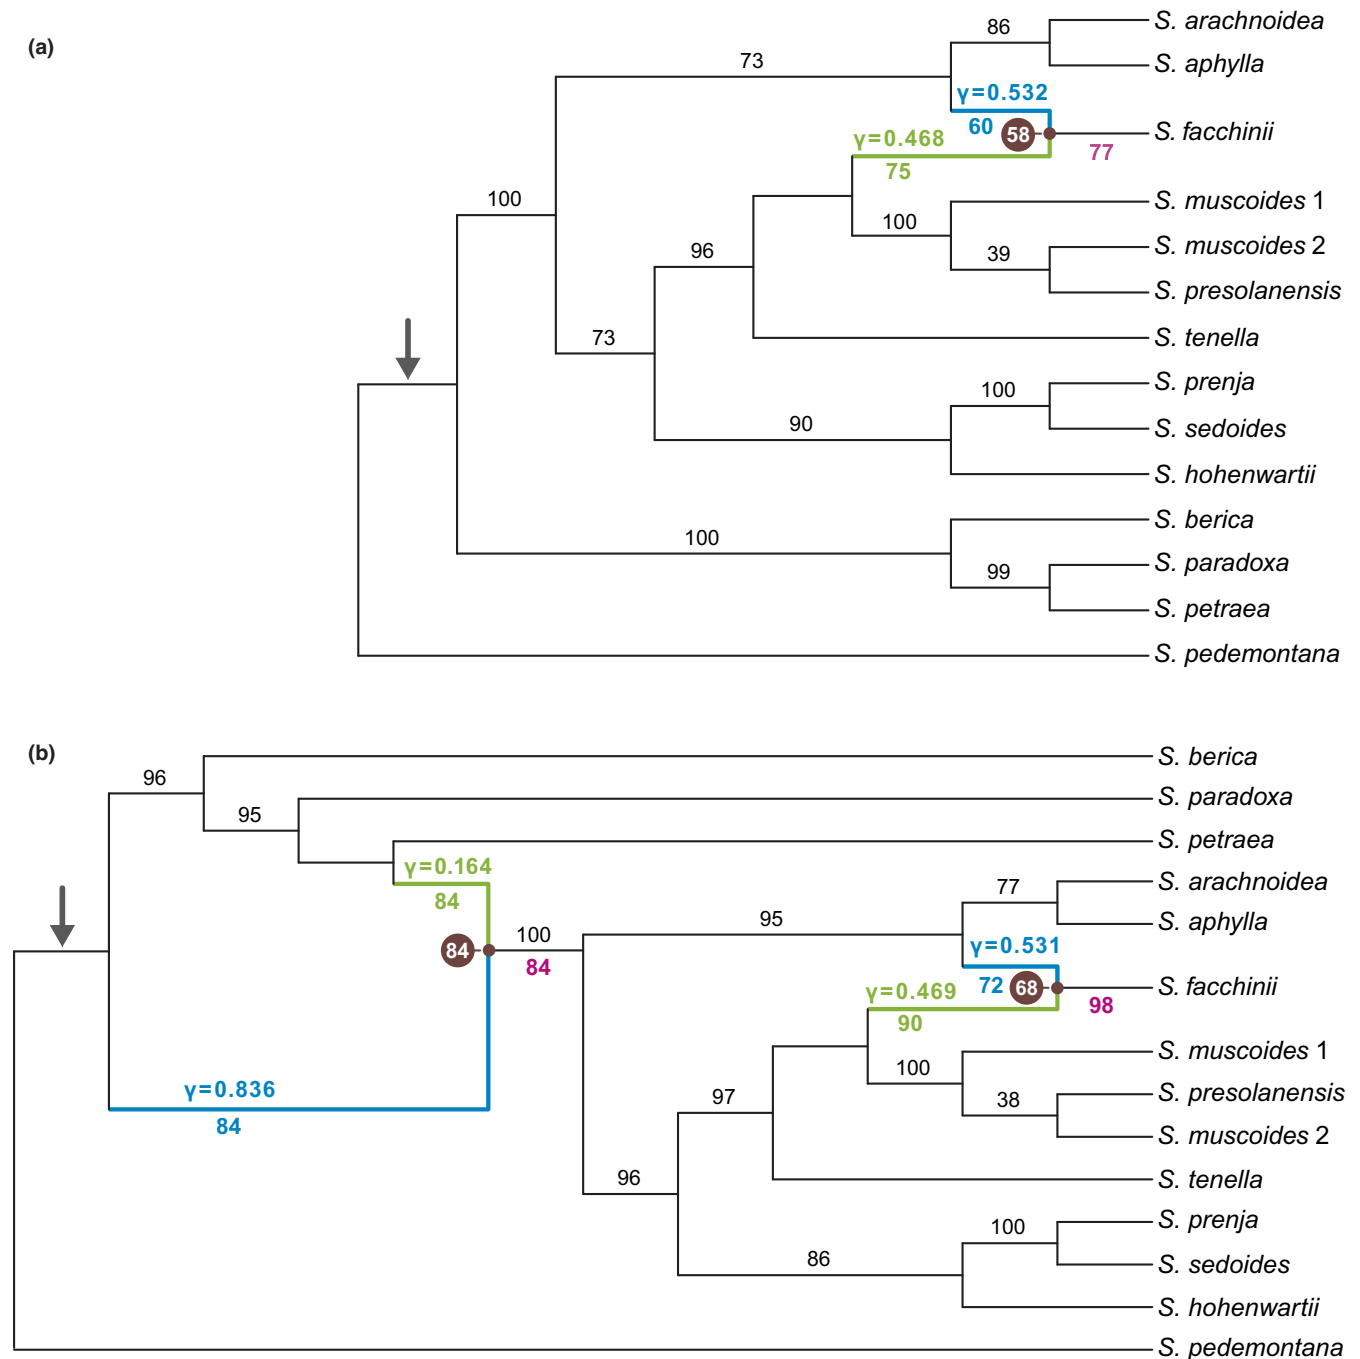 (a)
86
S. arachnoidea
73
S. aphylla
γ=0.532
60
58
S. facchinii
77
γ=0.468
75
100
S. muscoides 1
100
96
S. muscoides 2
39
S. presolanensis
73
S. tenella
S. prenja
100
90
S. sedoides
S. hohenwartii
S. berica
100
S. paradoxa
99
S. petraea
S. pedemontana
(b)
S. berica
96
S. paradoxa
95
S. petraea
γ=0.164
84
S. arachnoidea
77
95
S. aphylla
84
100
84
γ=0.531
72
68
S. facchinii
98
γ=0.469
90
S. muscoides 1
100
97
S. presolanensis
38
S. muscoides 2
γ=0.836
84
96
S. tenella
S. prenja
100
86
S. sedoides
S. hohenwartii
S. pedemontana